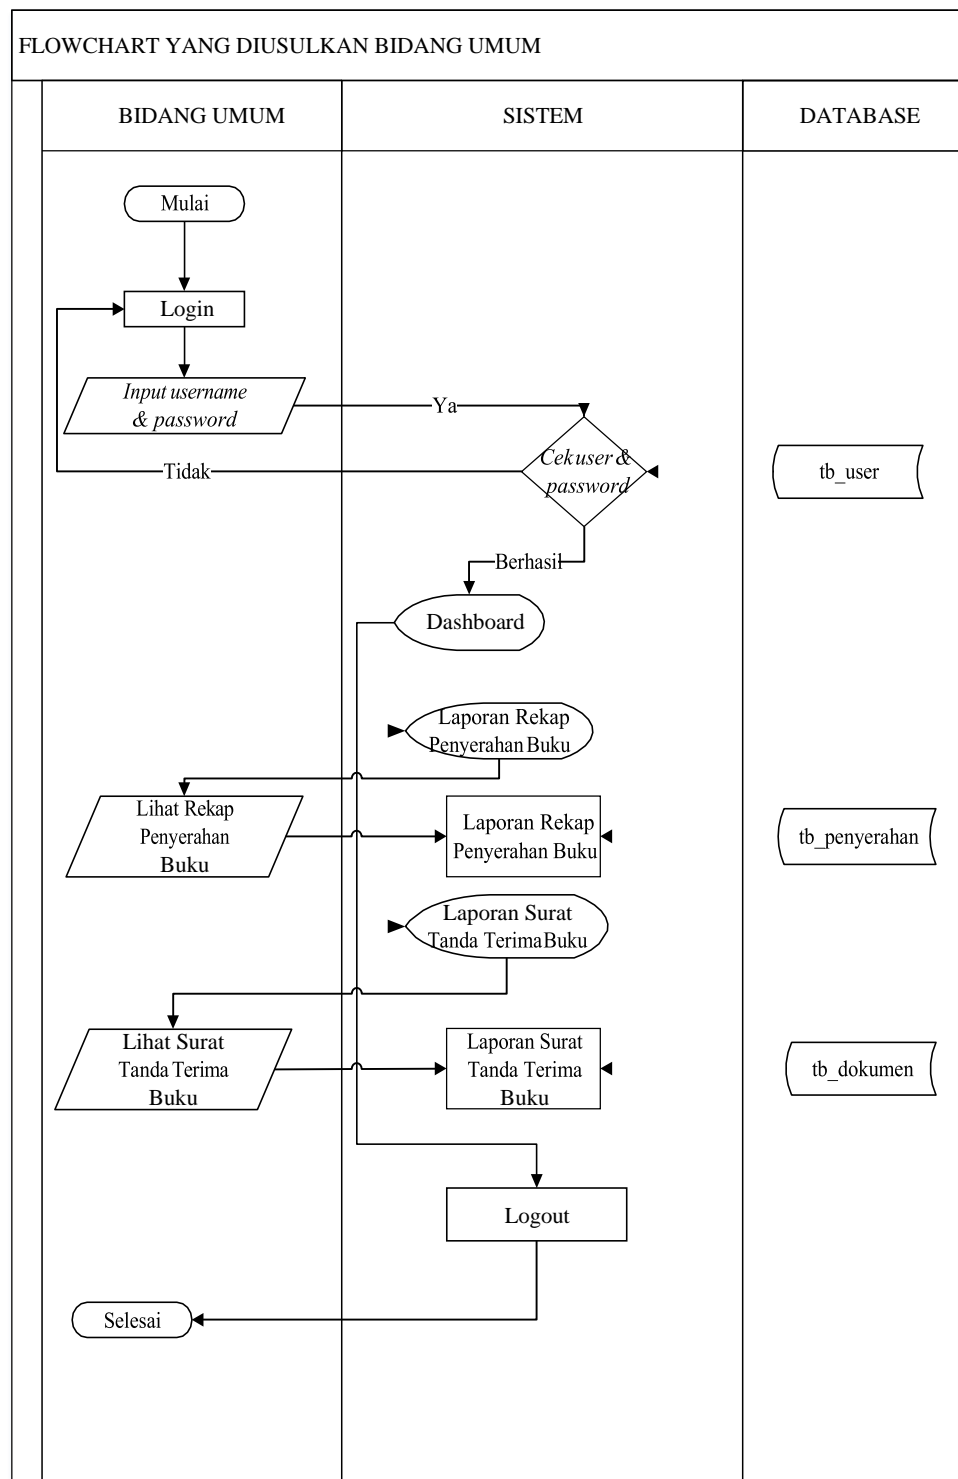 FLOWCHART YANG DIUSULKAN BIDANG UMUM
BIDANG UMUM
SISTEM
DATABASE
Mulai
Login
Input username
& password
Ya
Cek user &
password
Tidak
tb_user
Berhasil
Dashboard
Laporan Rekap
Penyerahan Buku
Lihat Rekap
Penyerahan
Buku
Laporan Rekap
Penyerahan Buku
tb_penyerahan
Laporan Surat
Tanda Terima Buku
Lihat Surat
Tanda Terima
Buku
Laporan Surat
Tanda Terima
Buku
tb_dokumen
Logout
Selesai